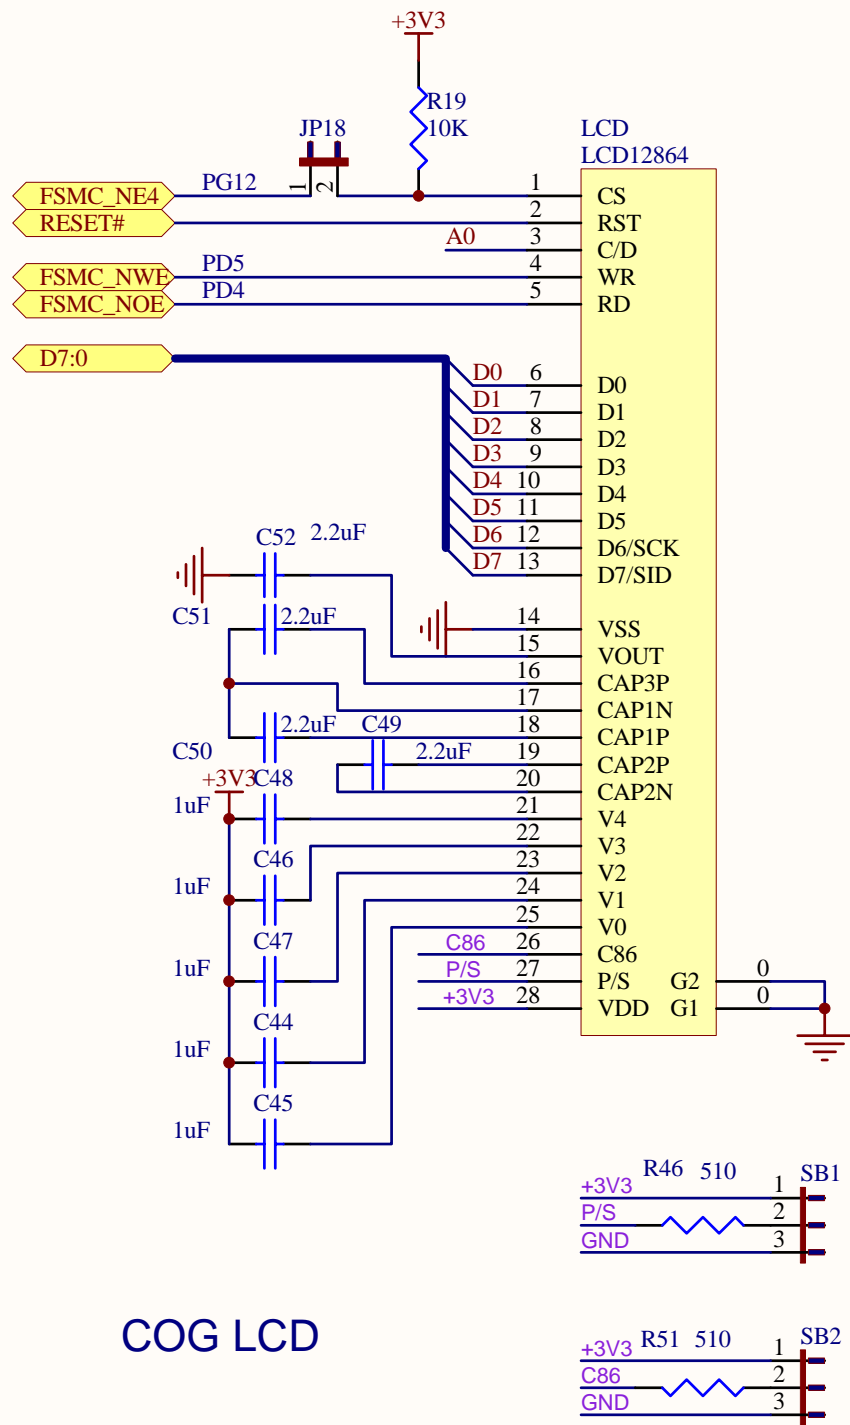 +3V3
R19
10K
JP18
LCD
LCD12864
FSMC_NE4 PG12 1 2 1 CS
RESET# 2 RST
A0 3 C/D
FSMC_NWE PD5 4 WR
FSMC_NOE PD4 5 RD
D7:0
D0 6 D0
D1 7 D1
D2 8 D2
D3 9 D3
D4 10 D4
D5 11 D5
D6 12 D6/SCK
D7 13 D7/SID
C52 2.2uF
C51 2.2uF
14 VSS
15 VOUT
16 CAP3P
17 CAP1N
2.2uF C49 18 CAP1P
C50 2.2uF 19 CAP2P
+3V3 C48 20 CAP2N
1uF 21 V4
22 V3
C46 23 V2
1uF 24 V1
25 V0
C47 C86 26 C86
1uF P/S 27 P/S G2 0
+3V3 28 VDD G1 0
C44
1uF
C45
1uF
R46 510 SB1
+3V3 1
P/S 2
GND 3
COG LCD
R51 510 SB2
+3V3 1
C86 2
GND 3